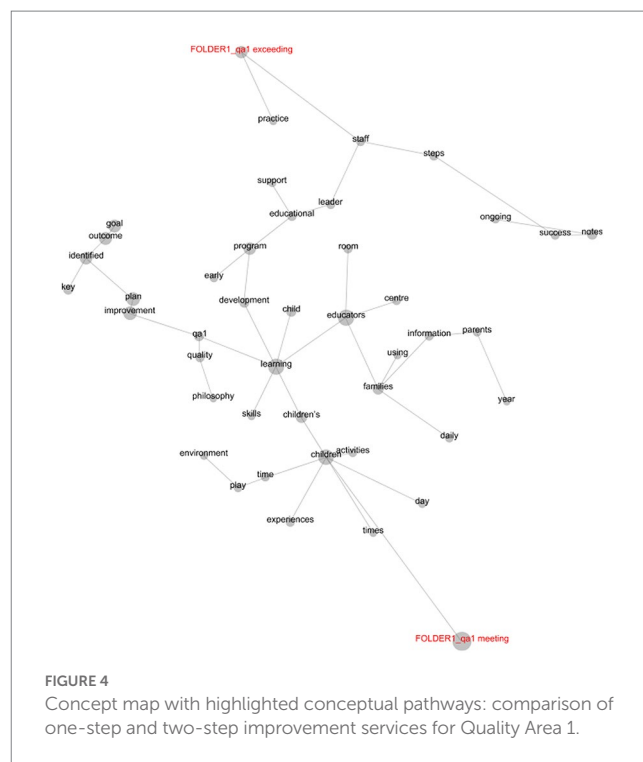 FOLDER1_qa1 exceeding
practice
staff
steps
support
leader
educational
goal
ongoing
outcome
success
notes
program
room
identified
early
key
plan
centre
development
child
improvement
educators
qa1
information
parents
using
quality
learning
families
philosophy
year
skills
children's
daily
environment
activities
children
time
play
day
experiences
times
FOLDER1_qa1 meeting
FIGURE 4
Concept map with highlighted conceptual pathways: comparison of
one-step and two-step improvement services for Quality Area 1.